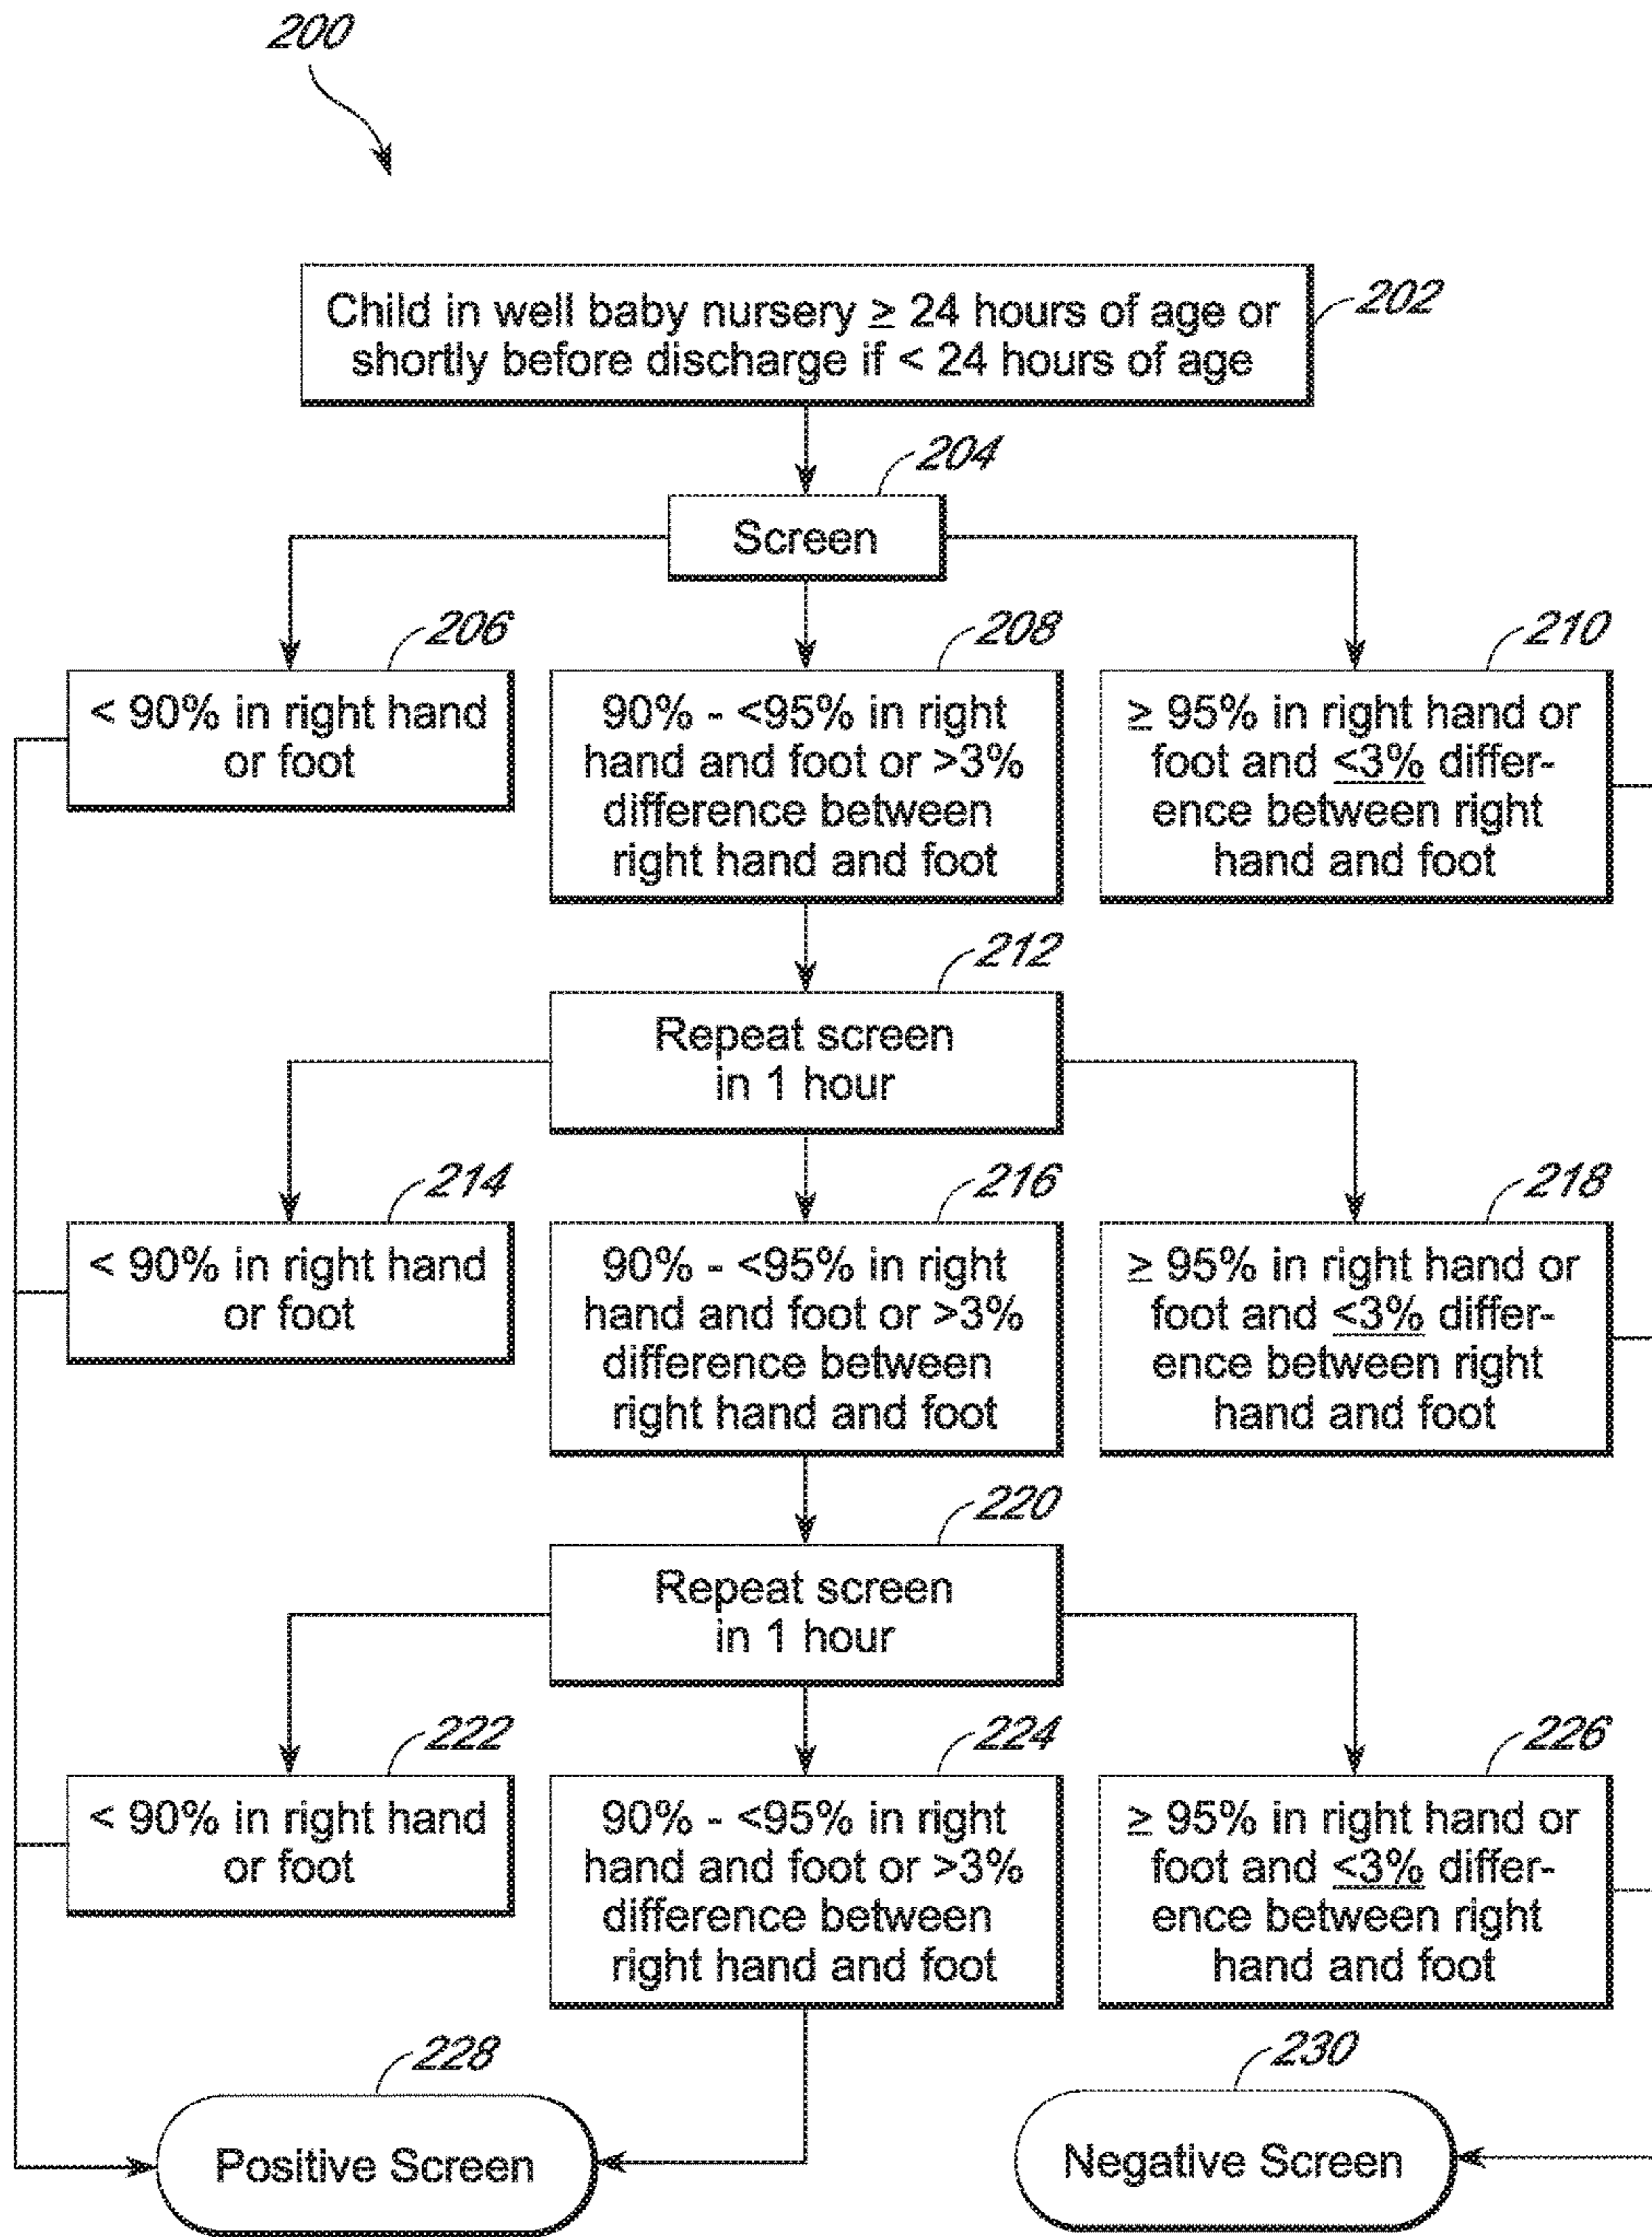 200
Child in well baby nursery ≥ 24 hours of age or
shortly before discharge if < 24 hours of age
202
204
Screen
206
< 90% in right hand
or foot
208
90% - <95% in right
hand and foot or >3%
difference between
right hand and foot
210
≥ 95% in right hand or
foot and <3% differ-
ence between right
hand and foot
212
Repeat screen
in 1 hour
214
< 90% in right hand
or foot
216
90% - <95% in right
hand and foot or >3%
difference between
right hand and foot
218
≥ 95% in right hand or
foot and <3% differ-
ence between right
hand and foot
220
Repeat screen
in 1 hour
222
< 90% in right hand
or foot
224
90% - <95% in right
hand and foot or >3%
difference between
right hand and foot
226
≥ 95% in right hand or
foot and <3% differ-
ence between right
hand and foot
228
Positive Screen
230
Negative Screen